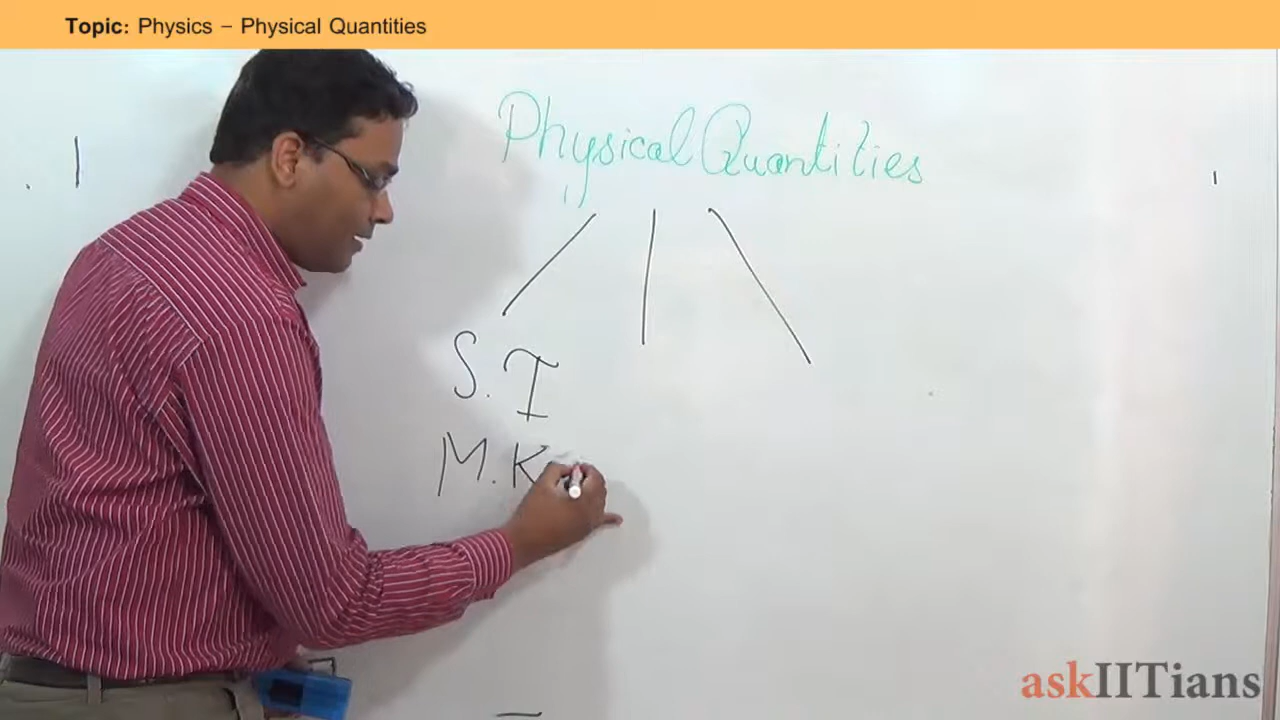 Topic: Physics – Physical Quantities
Physical Quantities
S. I
M. K
askIITians